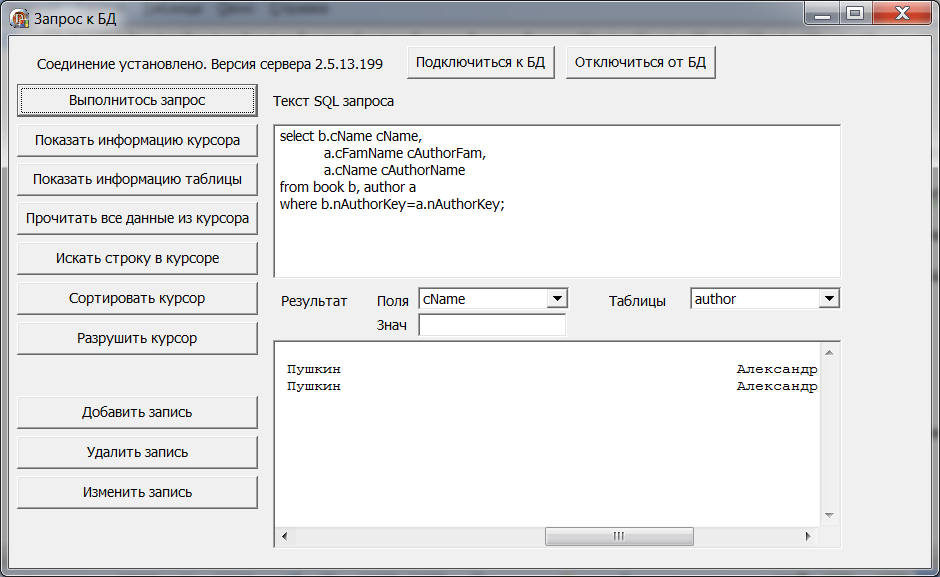 Запрос к БД
Соединение установлено. Версия сервера 2.5.13.199
Подключиться к БД
Отключиться от БД
Выполнитось запрос
Текст SQL запроса
Показать информацию курсора
Показать информацию таблицы
Прочитать все данные из курсора
Искать строку в курсоре
Сортировать курсор
Разрушить курсор
Добавить запись
Удалить запись
Изменить запись
select b.cName cName,
a.cFamName cAuthorFam,
a.cName cAuthorName
from book b, author a
where b.nAuthorKey=a.nAuthorKey;
Результат Поля cName Таблицы author
Знач
Пушкин Александр
Пушкин Александр